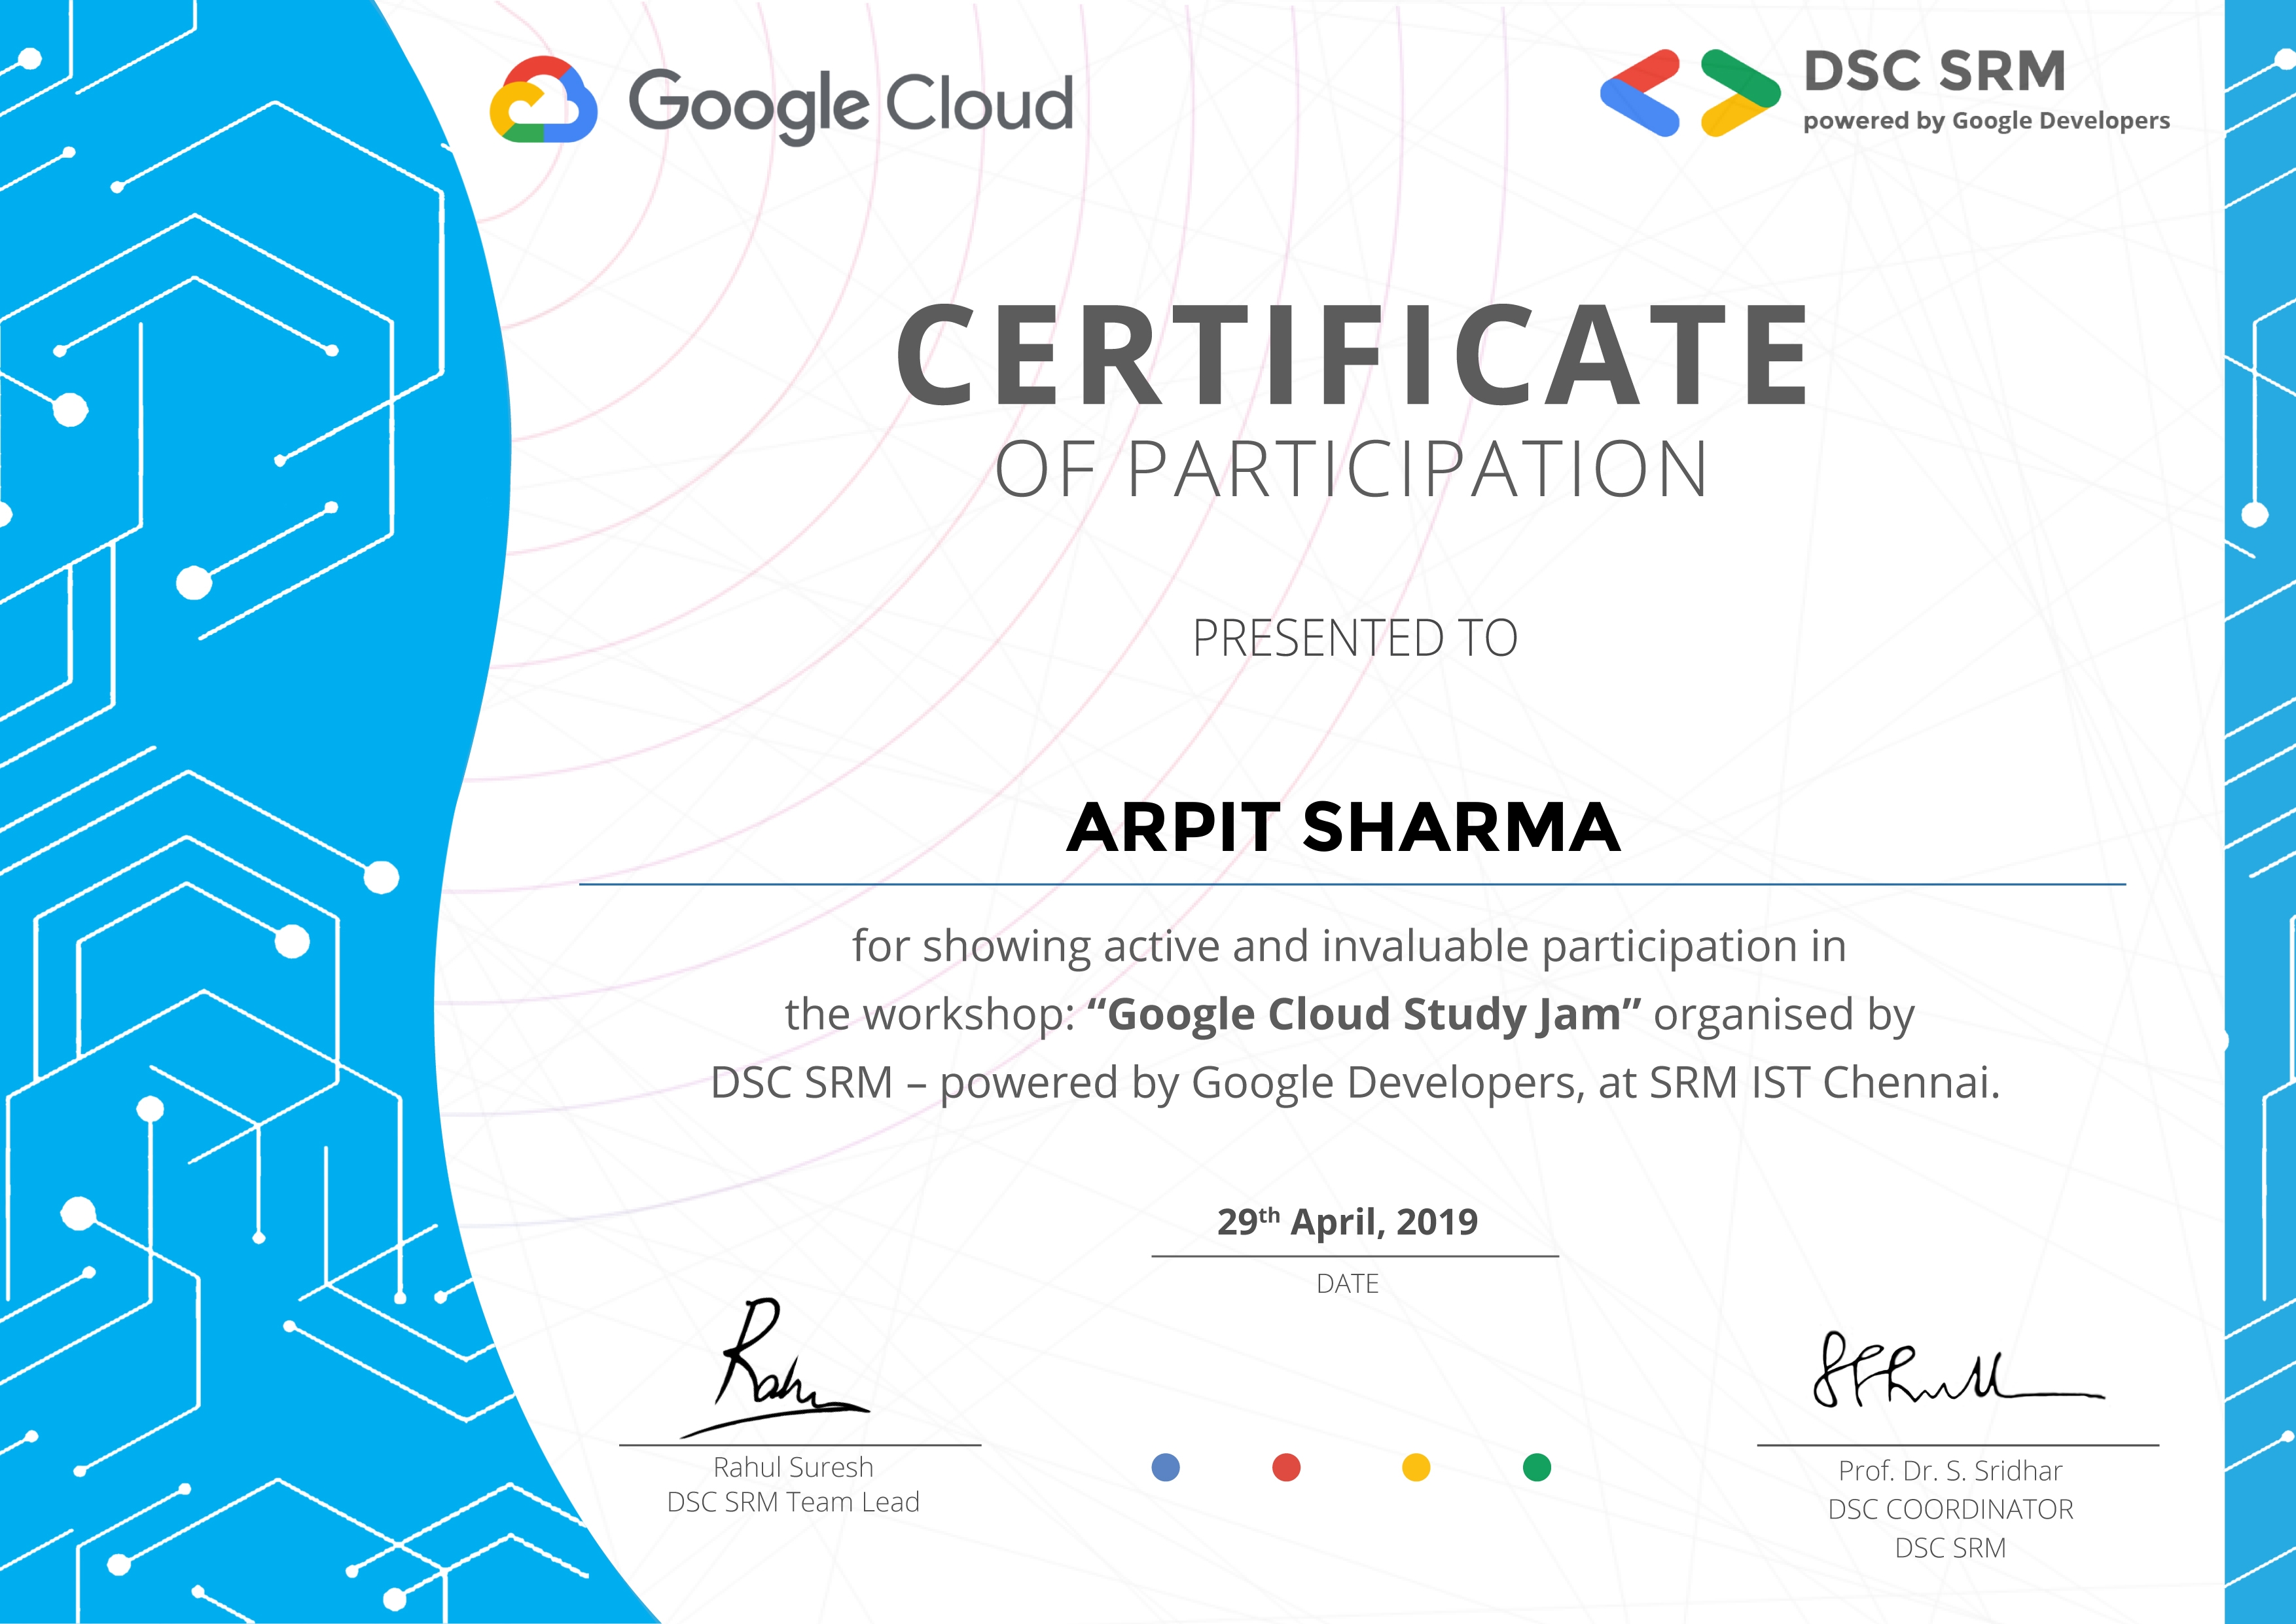 Google Cloud
DSC SRM
powered by Google Developers
CERTIFICATE
OF PARTICIPATION
PRESENTED TO
ARPIT SHARMA
for showing active and invaluable participation in
the workshop: “Google Cloud Study Jam” organised by
DSC SRM – powered by Google Developers, at SRM IST Chennai.
29th April, 2019
DATE
Rahul Suresh
DSC SRM Team Lead
Prof. Dr. S. Sridhar
DSC COORDINATOR
DSC SRM